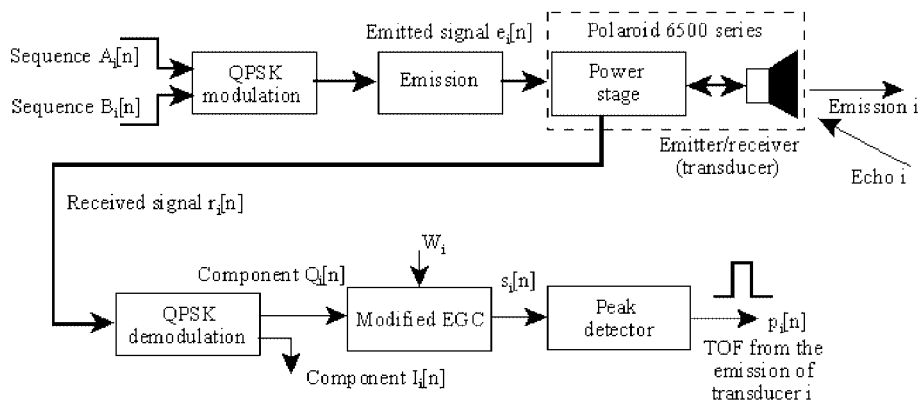 Emitted signal e_i[n]
Polaroid 6500 series
Sequence A_i[n]
Sequence B_i[n]
QPSK
modulation
Emission
Power
stage
Emission i
Emitter/receiver
(transducer)
Echo i
Received signal r_i[n]
W_i
Component Q_i[n]
s_i[n]
QPSK
demodulation
Modified EGC
Peak
detector
p_i[n]
Component I_i[n]
TOF from the
emission of
transducer i